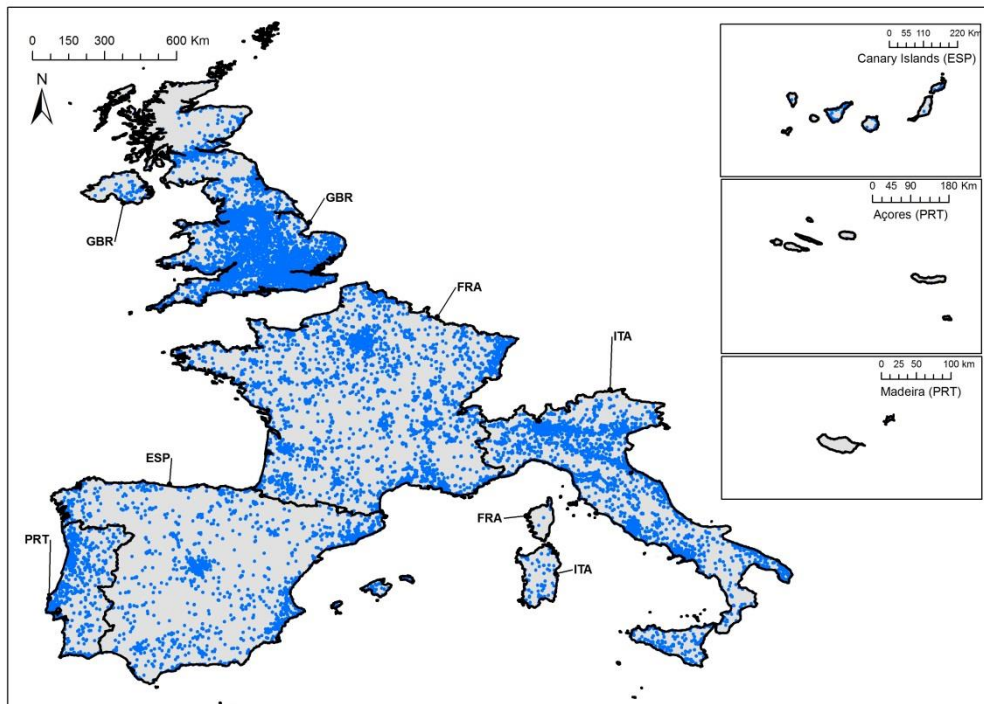 0 150 300 600 Km
N
GBR
GBR
FRA
ITA
ESP
PRT
FRA
ITA
0 55 110 220 Km
Canary Islands (ESP)
0 45 90 180 Km
Açores (PRT)
0 25 50 100 Km
Madeira (PRT)